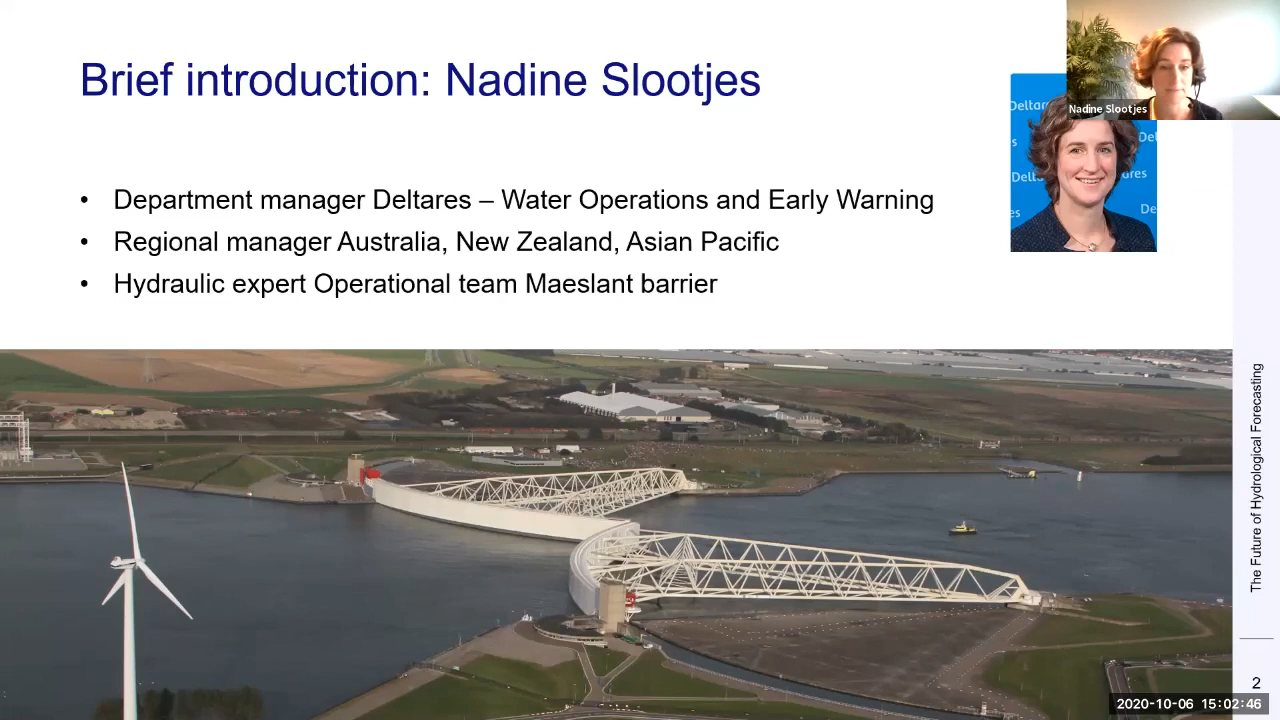 Brief introduction: Nadine Slootjes
Nadine Slootjes
Deltares
Deltares
• Department manager Deltares – Water Operations and Early Warning
• Regional manager Australia, New Zealand, Asian Pacific
• Hydraulic expert Operational team Maeslant barrier
The Future of Hydrological Forecasting
2
2020-10-06 15:02:46